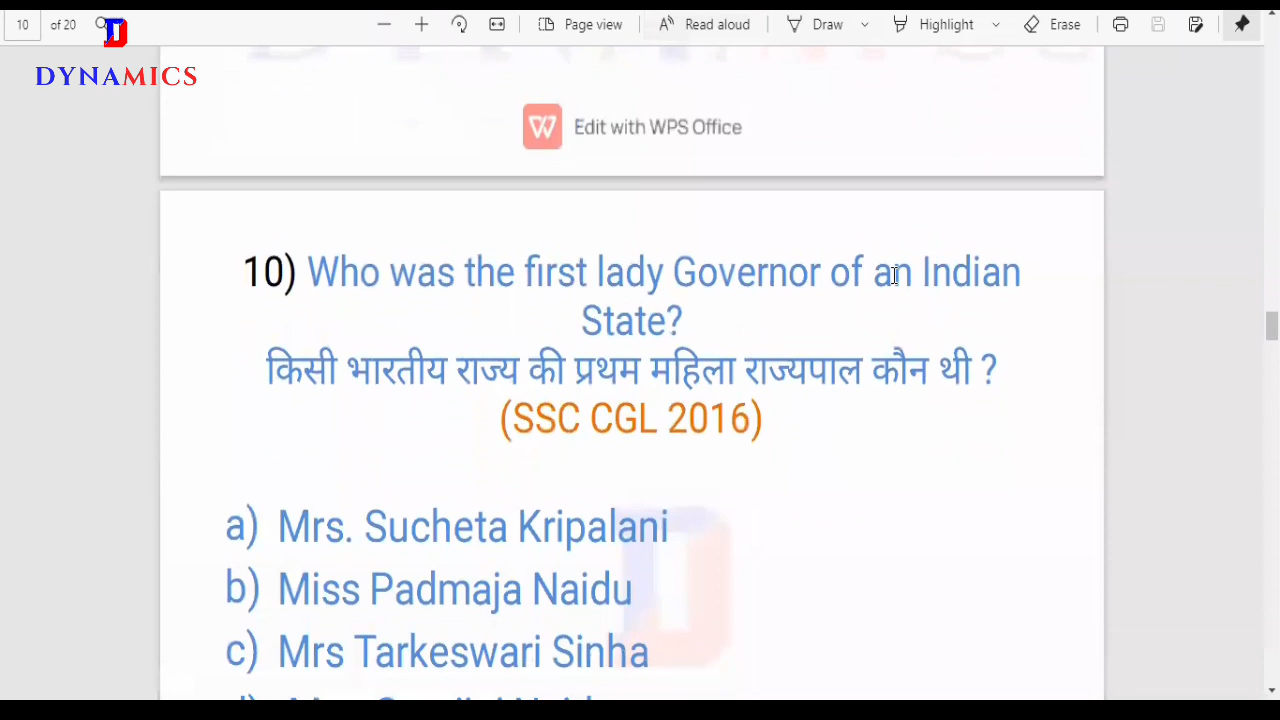 10 of 20
Page view
Read aloud
Draw
Highlight
Erase
DYNAMICS
Edit with WPS Office
10) Who was the first lady Governor of an Indian
State?
किसी भारतीय राज्य की प्रथम महिला राज्यपाल कौन थी ?
(SSC CGL 2016)
a) Mrs. Sucheta Kripalani
b) Miss Padmaja Naidu
c) Mrs Tarkeswari Sinha